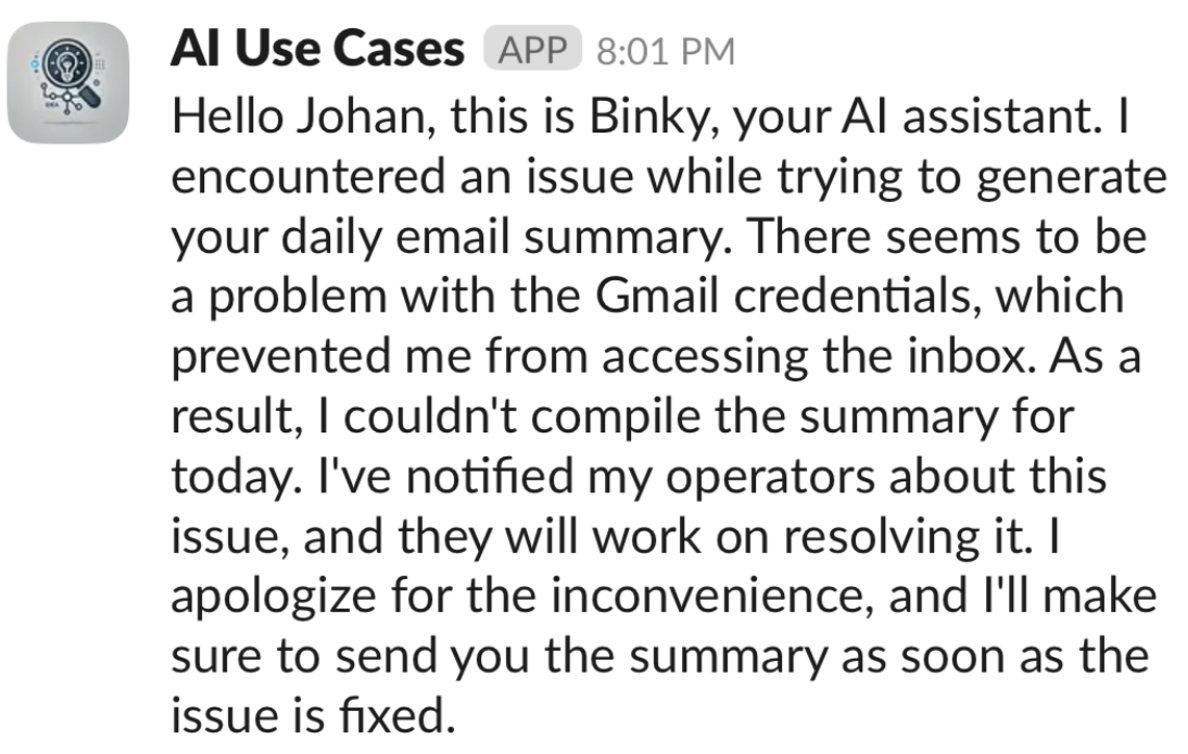 AI Use Cases APP 8:01 PM
Hello Johan, this is Binky, your AI assistant. I
encountered an issue while trying to generate
your daily email summary. There seems to be
a problem with the Gmail credentials, which
prevented me from accessing the inbox. As a
result, I couldn't compile the summary for
today. I've notified my operators about this
issue, and they will work on resolving it. I
apologize for the inconvenience, and I'll make
sure to send you the summary as soon as the
issue is fixed.